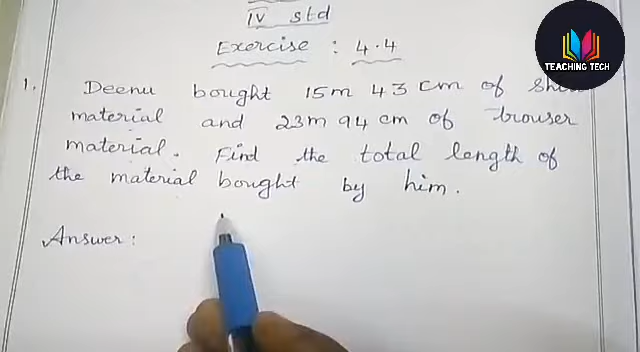 IV std
Exercise : 4.4
TEACHING TECH
1. Deenu bought 15m 43 cm of
material and 23m 94 cm of trouser
material. Find the total length of
the material bought by him.
Answer :